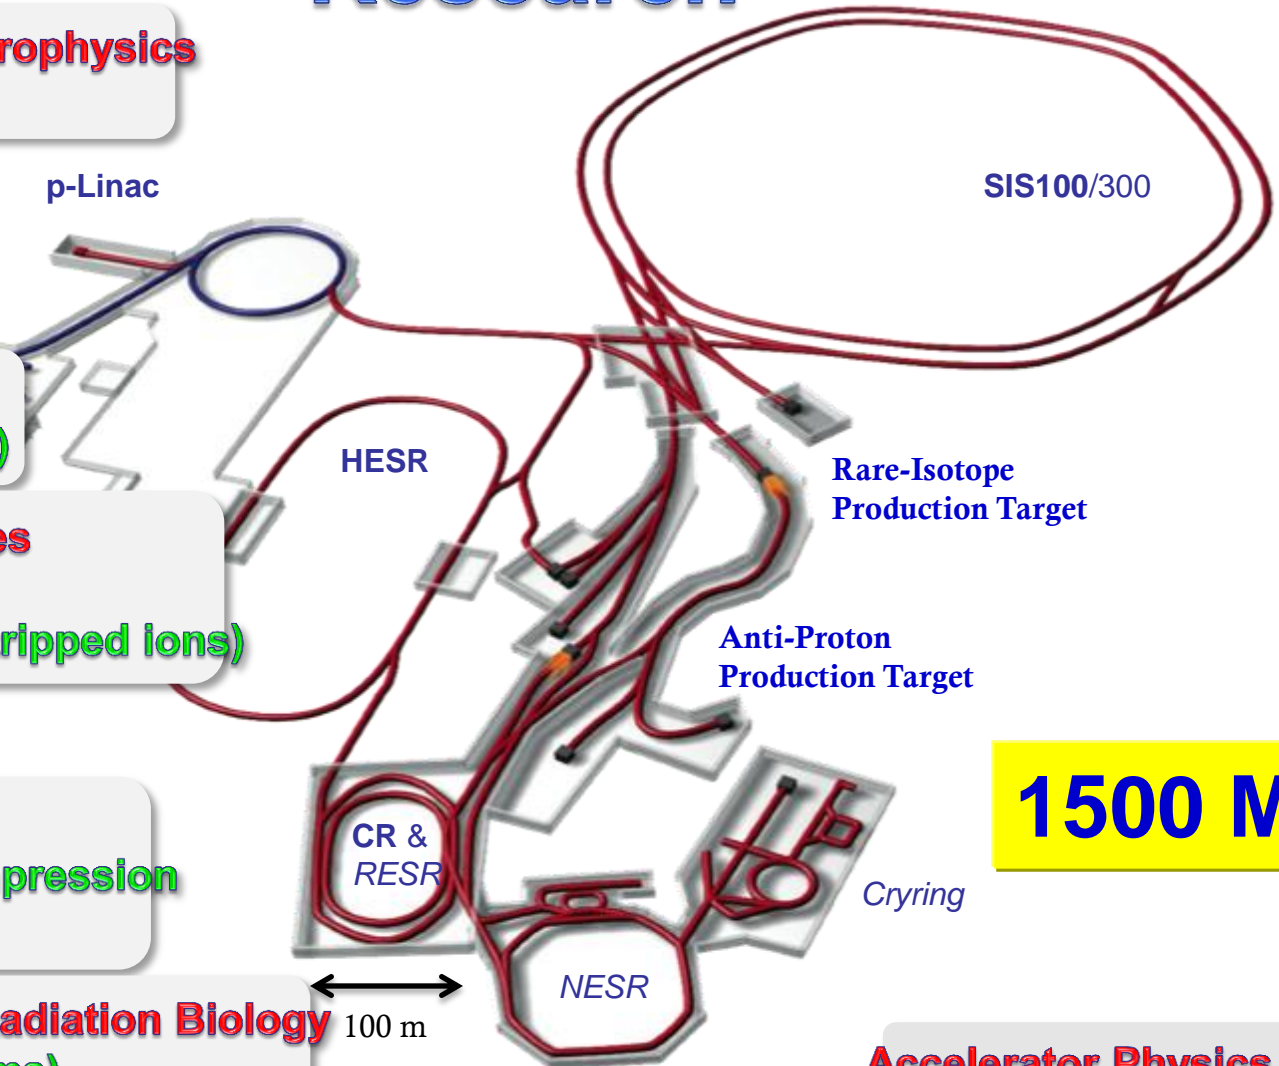 Research
rophysics
p-Linac
SIS100/300
)
HESR
Rare-Isotope
Production Target
es
ripped ions)
Anti-Proton
Production Target
1500 M
CR &
RESR
pression
Cryring
NESR
adiation Biology
100 m
Accelerator Physics